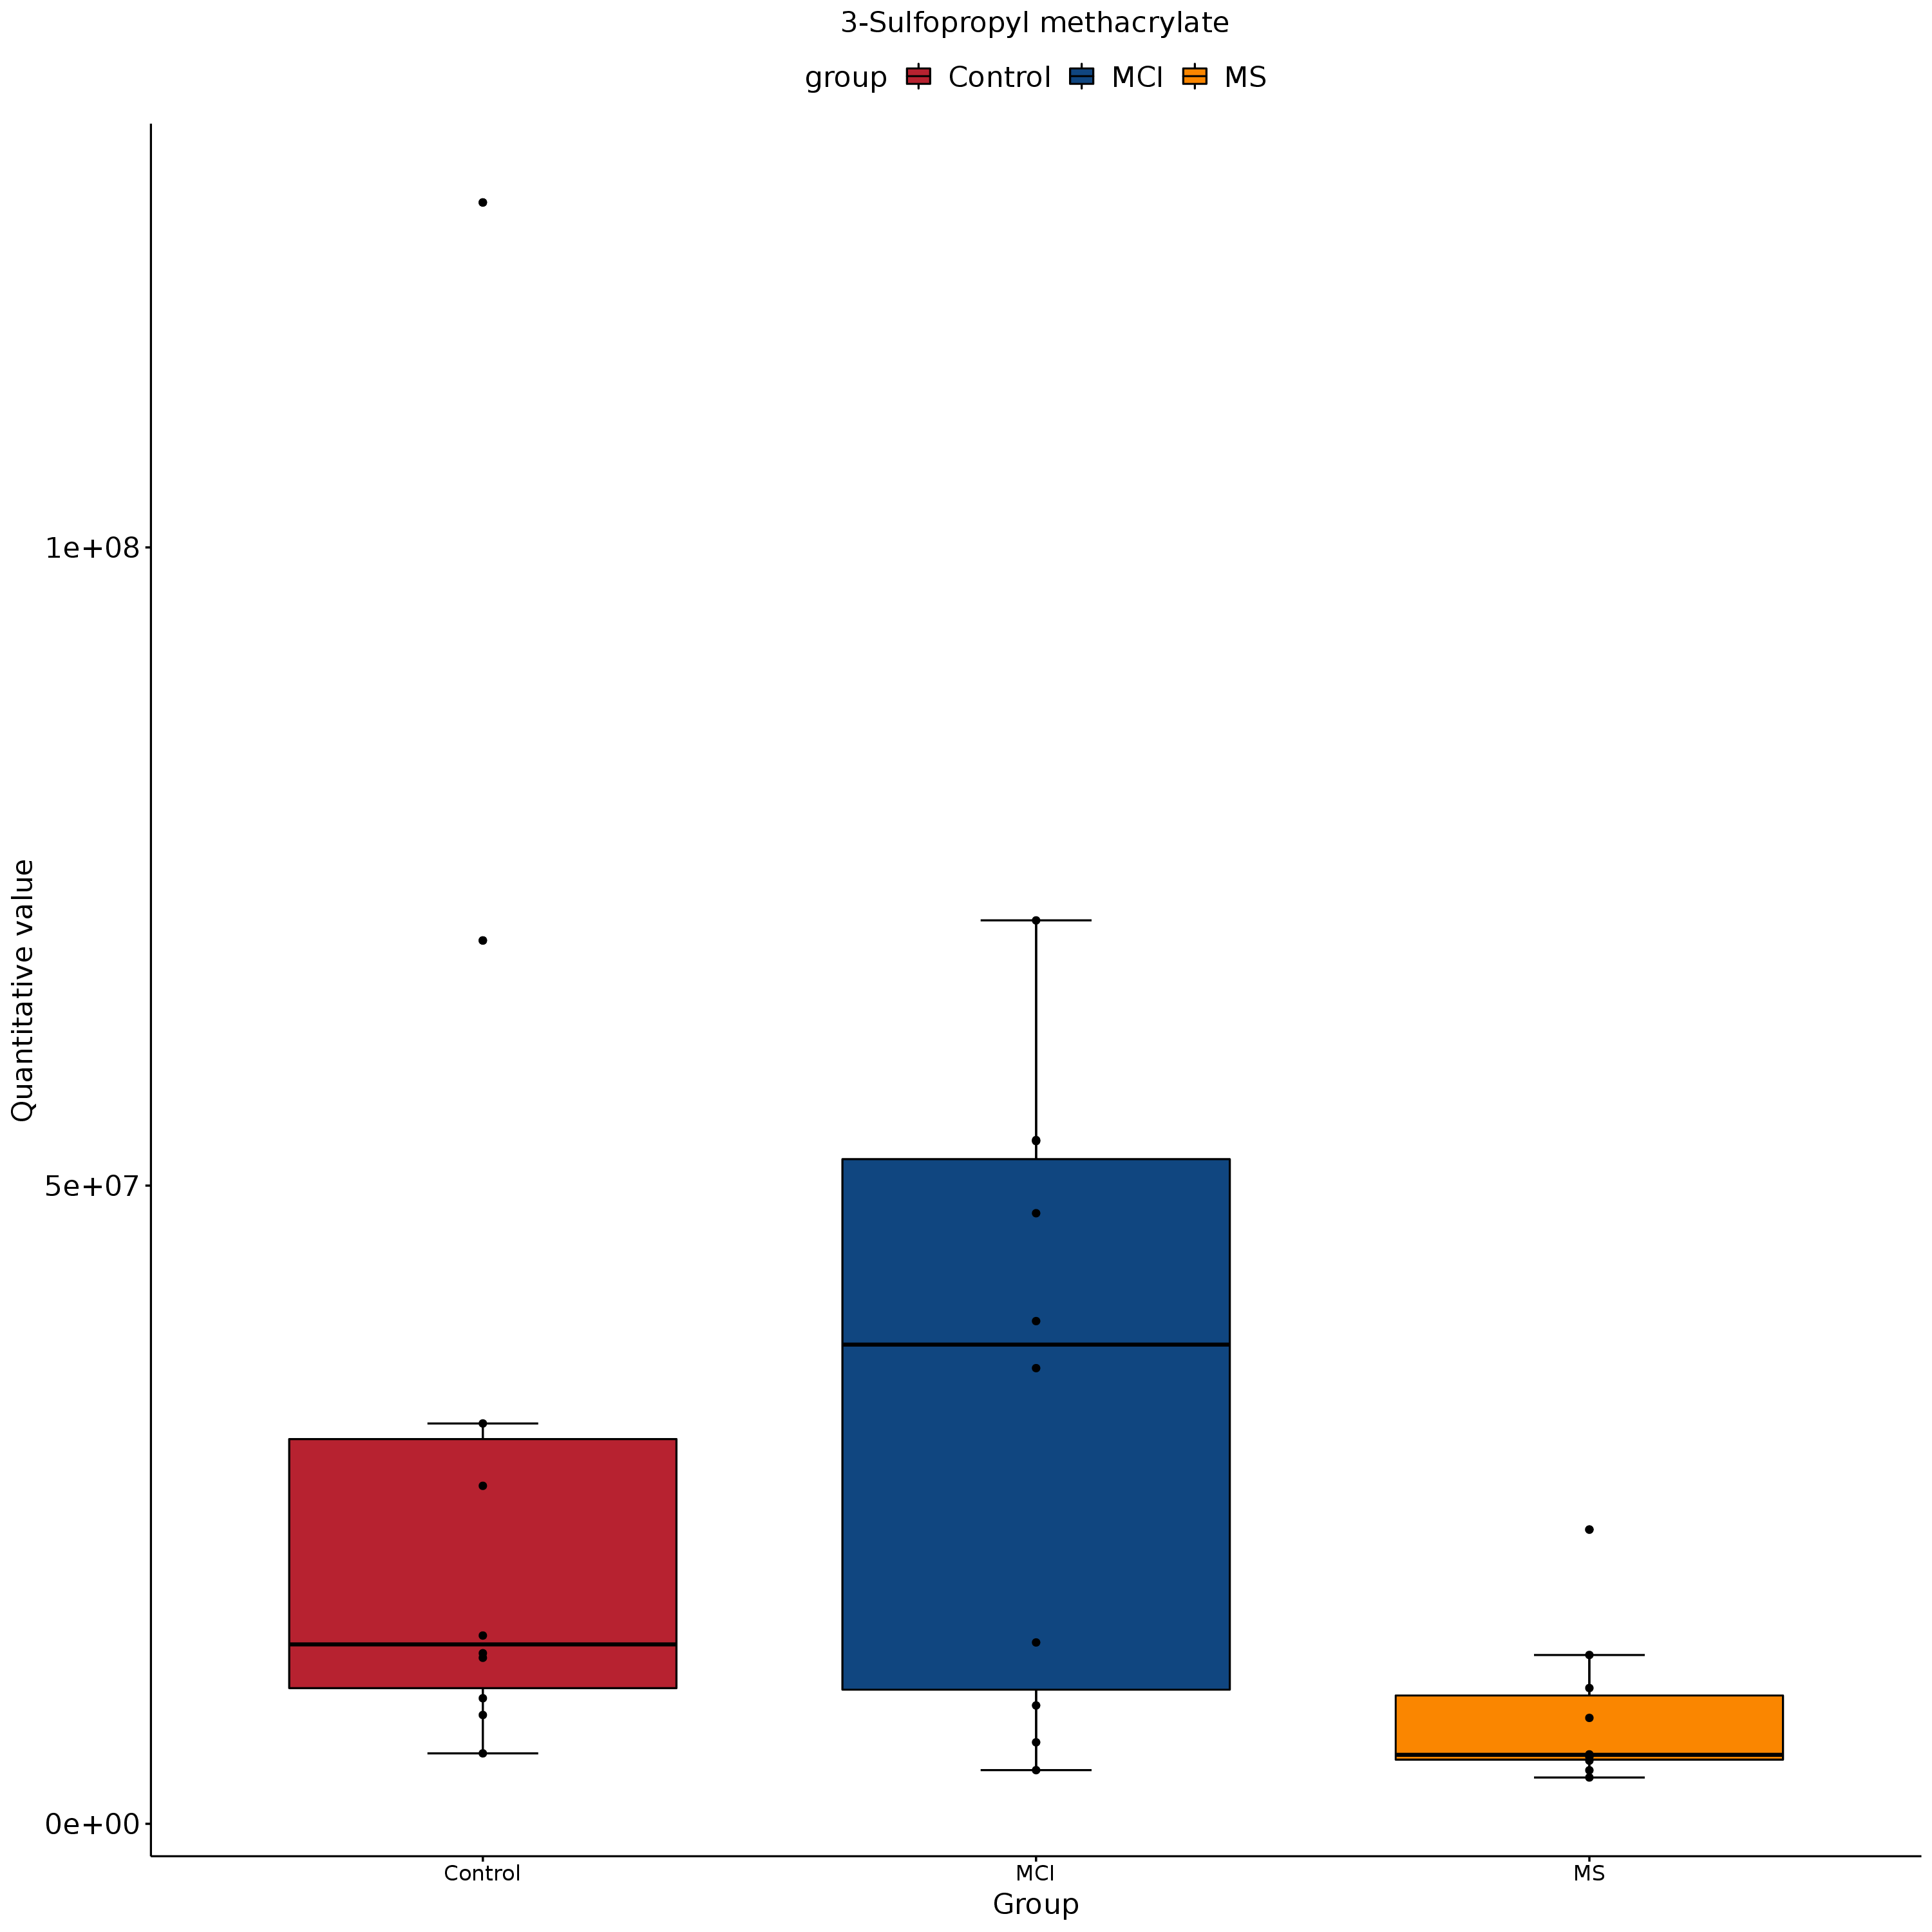 3-Sulfopropyl methacrylate
group Control MCI MS
Quantitative value
1e+08
5e+07
0e+00
Control MCI MS
Group